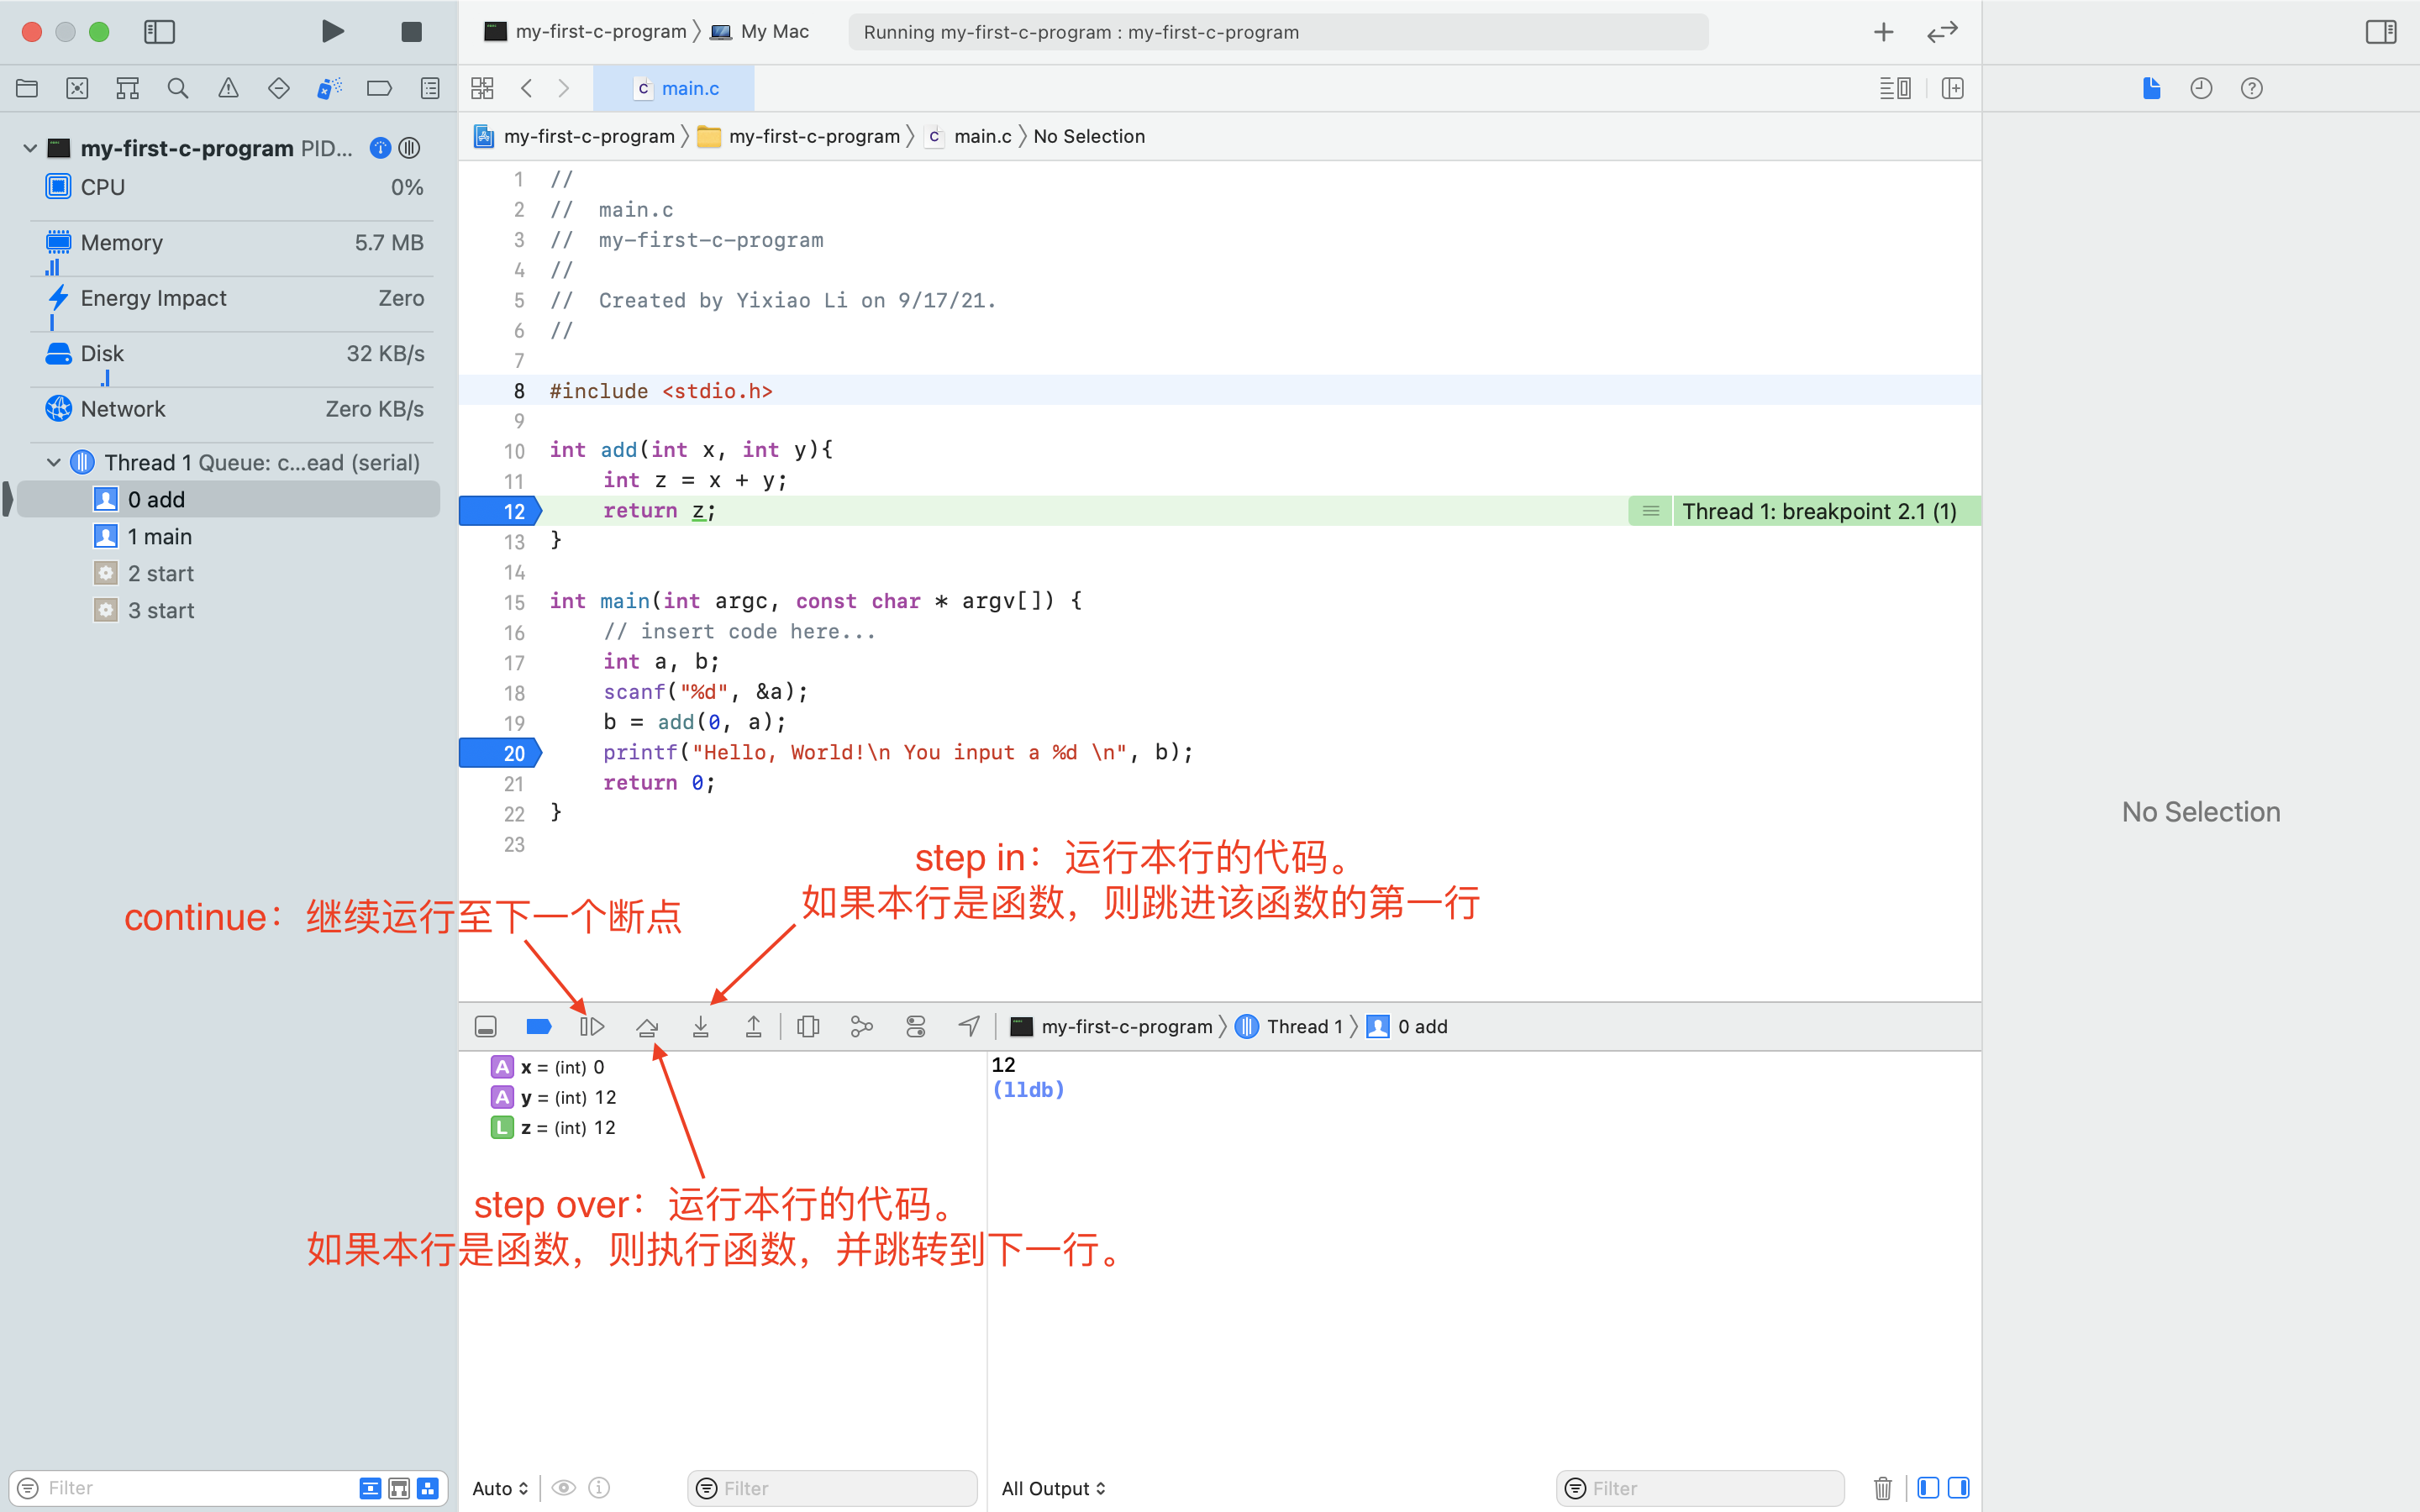 my-first-c-program 〉 My Mac
Running my-first-c-program : my-first-c-program
main.c
my-first-c-program 〉 my-first-c-program 〉 main.c 〉 No Selection
my-first-c-program PID...
CPU 0%
Memory 5.7 MB
Energy Impact Zero
Disk 32 KB/s
Network Zero KB/s
Thread 1 Queue: c...ead (serial)
0 add
1 main
2 start
3 start
1 //
2 //  main.c
3 //  my-first-c-program
4 //
5 //  Created by Yixiao Li on 9/17/21.
6 //
7
8 #include <stdio.h>
9
10 int add(int x, int y){
11     int z = x + y;
12     return z;
Thread 1: breakpoint 2.1 (1)
13 }
14
15 int main(int argc, const char * argv[]) {
16     // insert code here...
17     int a, b;
18     scanf("%d", &a);
19     b = add(0, a);
20     printf("Hello, World!\n You input a %d \n", b);
21     return 0;
22 }
23
No Selection
step in：运行本行的代码。
如果本行是函数，则跳进该函数的第一行
continue：继续运行至下一个断点
my-first-c-program 〉 Thread 1 〉 0 add
A x = (int) 0
A y = (int) 12
L z = (int) 12
12
(lldb)
step over：运行本行的代码。
如果本行是函数，则执行函数，并跳转到下一行。
Filter
Auto
Filter
All Output
Filter